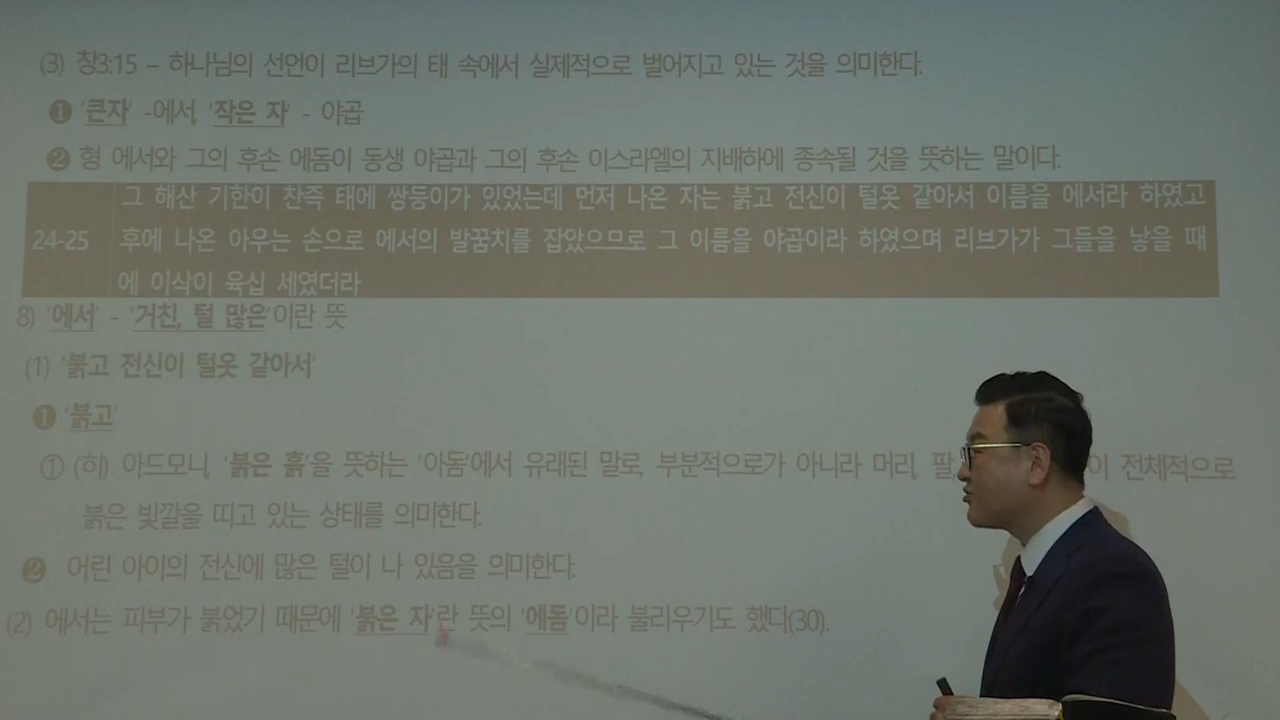 (3) 창3:15 – 하나님의 선언이 리브가의 태 속에서 실제적으로 벌어지고 있는 것을 의미한다.
❶ '큰자' -에서, '작은 자' - 야곱
❷ 형 에서와 그의 후손 에돔이 동생 야곱과 그의 후손 이스라엘의 지배하에 종속될 것을 뜻하는 말이다.
그 해산 기한이 찬즉 태에 쌍둥이가 있었는데 먼저 나온 자는 붉고 전신이 털옷 같아서 이름을 에서라 하였고
24-25 후에 나온 아우는 손으로 에서의 발꿈치를 잡았으므로 그 이름을 야곱이라 하였으며 리브가가 그들을 낳을 때
에 이삭이 육십 세였더라
8) '에서' - '거친, 털 많은'이란 뜻
(1) '붉고 전신이 털옷 같아서'
❶ '붉고'
① (히) 아드모니, '붉은 흙'을 뜻하는 '아돔'에서 유래된 말로, 부분적으로가 아니라 머리, 팔, 이 전체적으로
붉은 빛깔을 띠고 있는 상태를 의미한다.
❷ 어린 아이의 전신에 많은 털이 나 있음을 의미한다.
(2) 에서는 피부가 붉었기 때문에 '붉은 자'란 뜻의 '에돔'이라 불리우기도 했다(30).